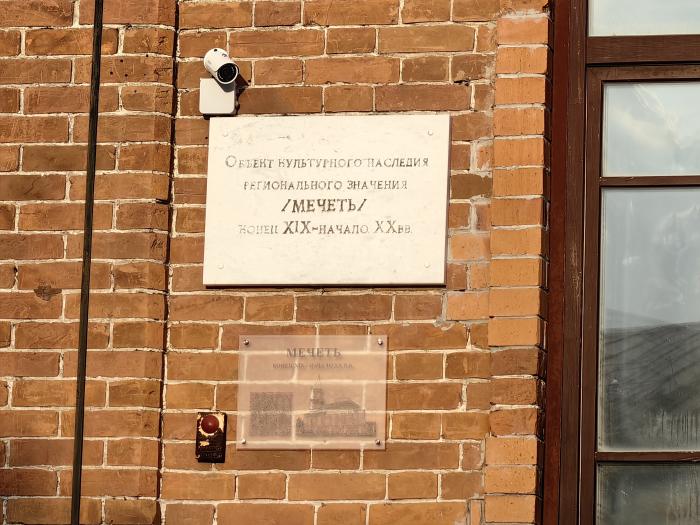 Объект культурного наследия
регионального значения
/МЕЧЕТЬ/
конец XIX-начало XXвв.
МЕЧЕТЬ